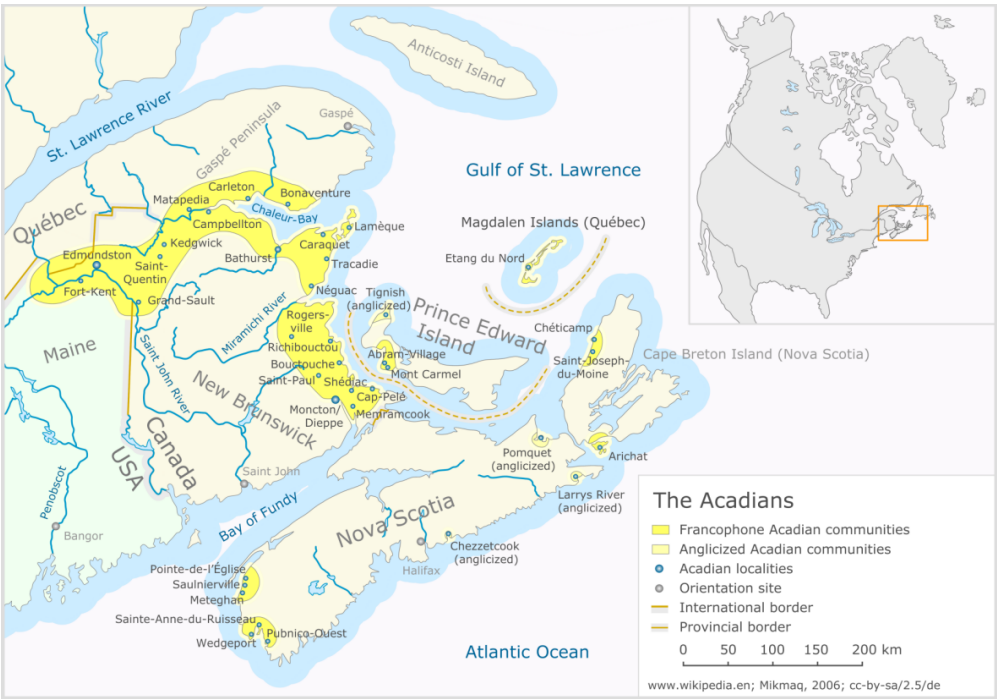 Anticosti Island
St. Lawrence River
Gaspé
Gaspé Peninsula
Gulf of St. Lawrence
Carleton
Matapedia
Bonaventure
Chaleur-Bay
Québec
Campbellton
Lamèque
Magdalen Islands (Québec)
Kedgwick
Caraquet
Edmundston
Bathurst
Etang du Nord
Saint-
Quentin
Tracadie
Fort-Kent
Grand-Sault
Néguac
Tignish
(anglicized)
Miramichi River
Rogers-
ville
Prince Edward
Island
Chéticamp
Maine
Richibouctou
Abram-Village
Saint-Joseph-
du-Moine
Cape Breton Island (Nova Scotia)
Saint John River
Bouctouche
Mont Carmel
Saint-Paul
Shédiac
New Brunswick
Cap-Pelé
Moncton/
Dieppe
Memramcook
Canada
USA
Pomquet
(anglicized)
Arichat
Saint John
Penobscot
Larrys River
(anglicized)
Bay of Fundy
Nova Scotia
Bangor
Chezzetcook
(anglicized)
Halifax
Pointe-de-l'Église
Saulnierville
Meteghan
Sainte-Anne-du-Ruisseau
Pubnico-Ouest
Wedgeport
Atlantic Ocean
The Acadians
Francophone Acadian communities
Anglicized Acadian communities
Acadian localities
Orientation site
International border
Provincial border
0 50 100 150 200 km
www.wikipedia.en; Mikmaq, 2006; cc-by-sa/2.5/de